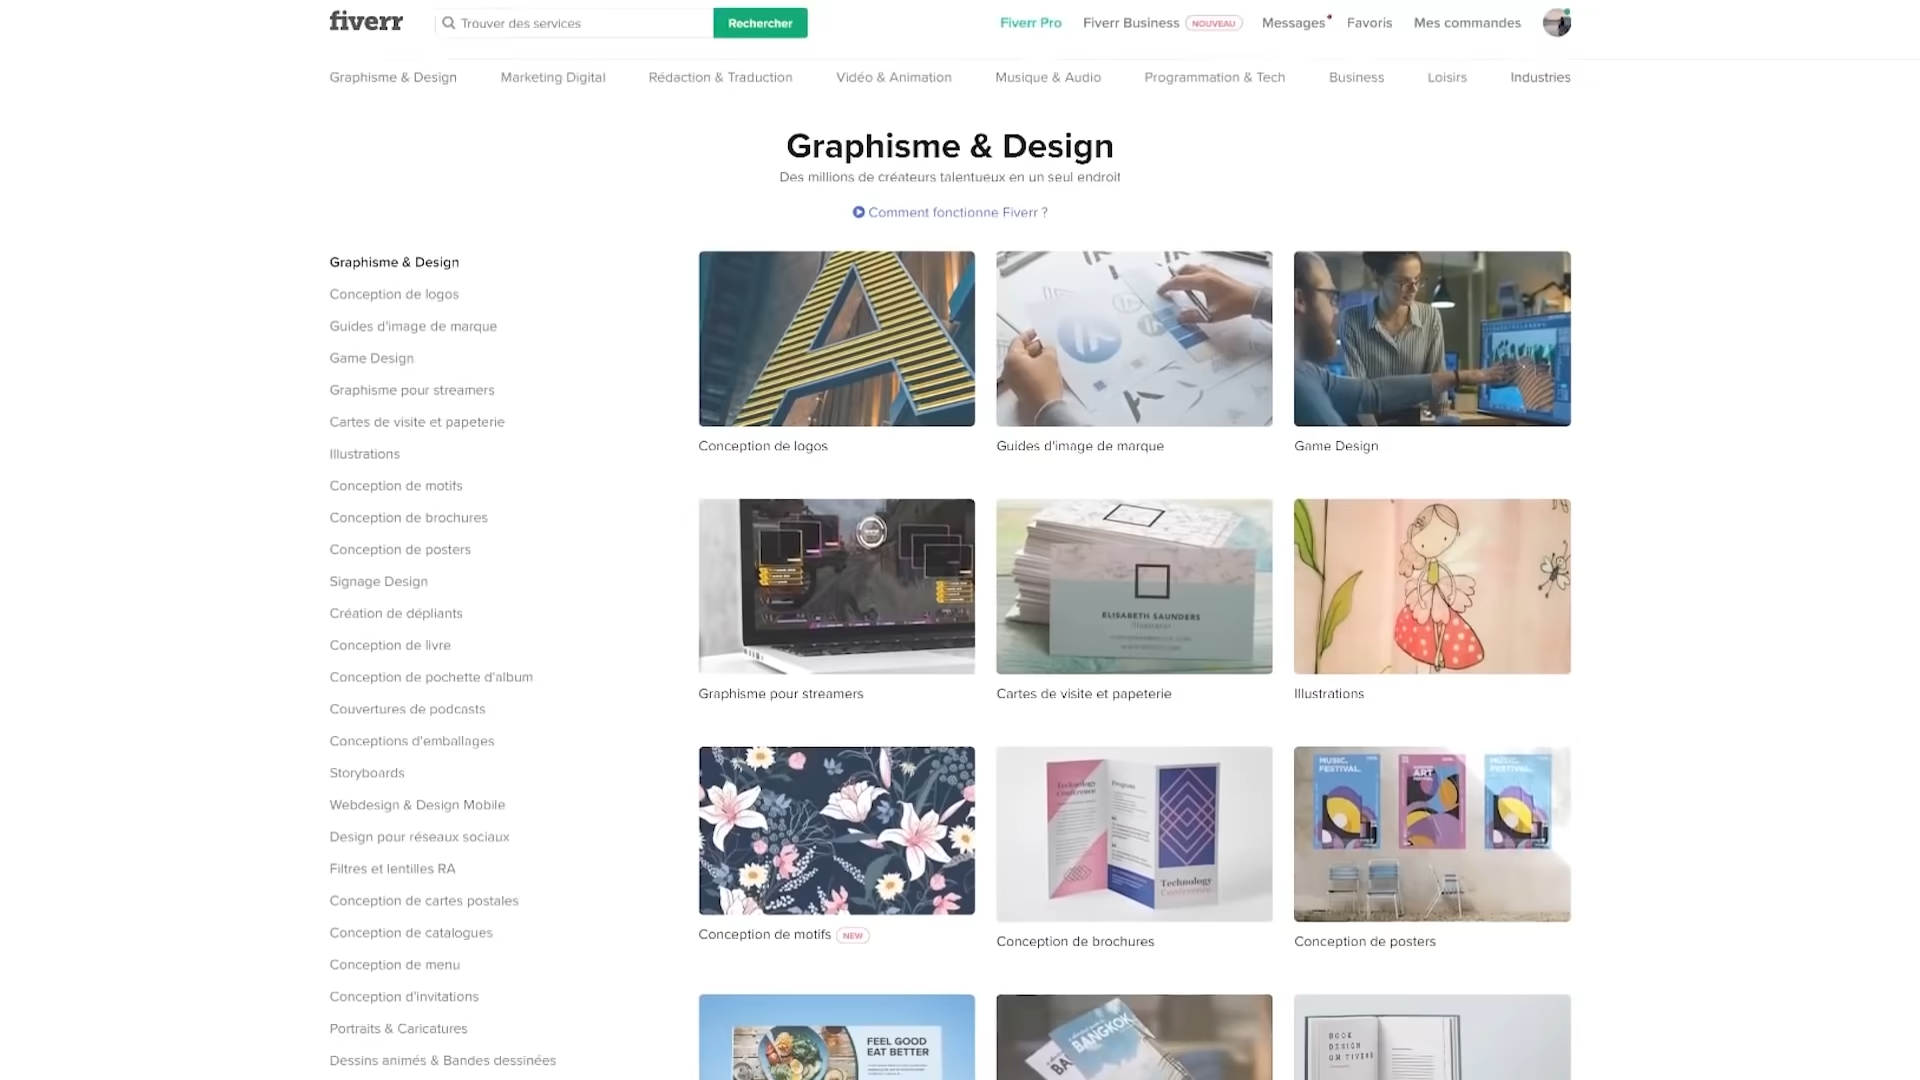 fiverr
Trouver des services
Rechercher
Fiverr Pro
Fiverr Business NOUVEAU
Messages
Favoris
Mes commandes
Graphisme & Design
Marketing Digital
Rédaction & Traduction
Vidéo & Animation
Musique & Audio
Programmation & Tech
Business
Loisirs
Industries
Graphisme & Design
Des millions de créateurs talentueux en un seul endroit
Comment fonctionne Fiverr ?
Graphisme & Design
Conception de logos
Guides d'image de marque
Game Design
Graphisme pour streamers
Cartes de visite et papeterie
Illustrations
Conception de motifs
Conception de brochures
Conception de posters
Signage Design
Création de dépliants
Conception de livre
Conception de pochette d'album
Couvertures de podcasts
Conceptions d'emballages
Storyboards
Webdesign & Design Mobile
Design pour réseaux sociaux
Filtres et lentilles RA
Conception de cartes postales
Conception de catalogues
Conception de menu
Conception d'invitations
Portraits & Caricatures
Dessins animés & Bandes dessinées
A
Conception de logos
Guides d'image de marque
Game Design
Graphisme pour streamers
ELISABETH SAUNDERS
Illustrator
Cartes de visite et papeterie
Illustrations
Conception de motifs NEW
Technology
Conference
Program
Technology
Conference
Conception de brochures
MUSIC.
FESTIVAL.
ART
FESTIVAL
MUSIC.
FESTIVAL.
Conception de posters
FEEL GOOD
EAT BETTER
BANGKOK
BA
BOOK
DESIGN
ON FIVERR